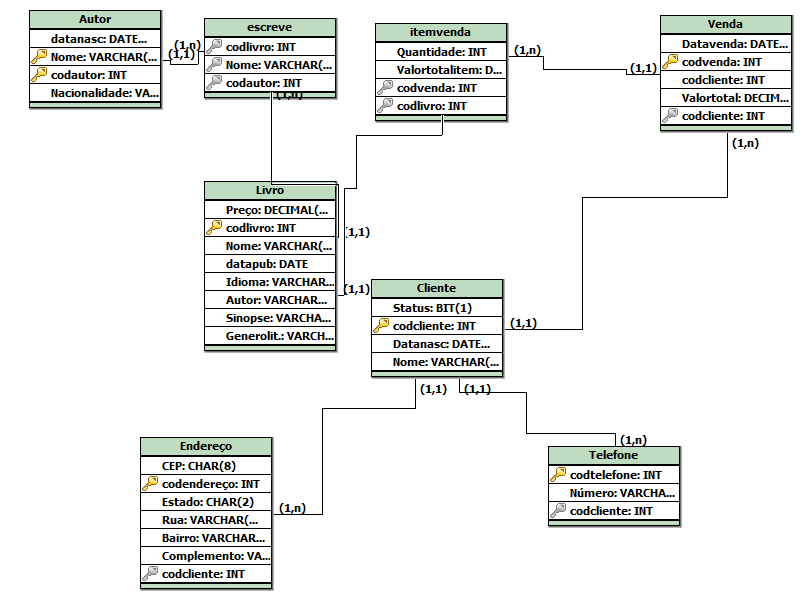 Autor
datanasc: DATE...
Nome: VARCHAR(...
codautor: INT
Nacionalidade: VA...
(1,n)
(1,1)
escreve
codlivro: INT
Nome: VARCHAR(...
codautor: INT
(1,n)
itemvenda
Quantidade: INT
Valortotalitem: D...
codvenda: INT
codlivro: INT
(1,n)
(1,1)
Venda
Datavenda: DATE...
codvenda: INT
codcliente: INT
Valortotal: DECIM...
codcliente: INT
(1,n)
Livro
Preço: DECIMAL(...
codlivro: INT
Nome: VARCHAR(...
datapub: DATE
Idioma: VARCHAR...
Autor: VARCHAR...
Sinopse: VARCHA...
Generolit.: VARCH...
(1,1)
(1,1)
Cliente
Status: BIT(1)
codcliente: INT
Datanasc: DATE...
Nome: VARCHAR(...
(1,1)
(1,1)
(1,1)
Endereço
CEP: CHAR(8)
codendereço: INT
Estado: CHAR(2)
Rua: VARCHAR(...
Bairro: VARCHAR...
Complemento: VA...
codcliente: INT
(1,n)
(1,n)
Telefone
codtelefone: INT
Número: VARCHA...
codcliente: INT